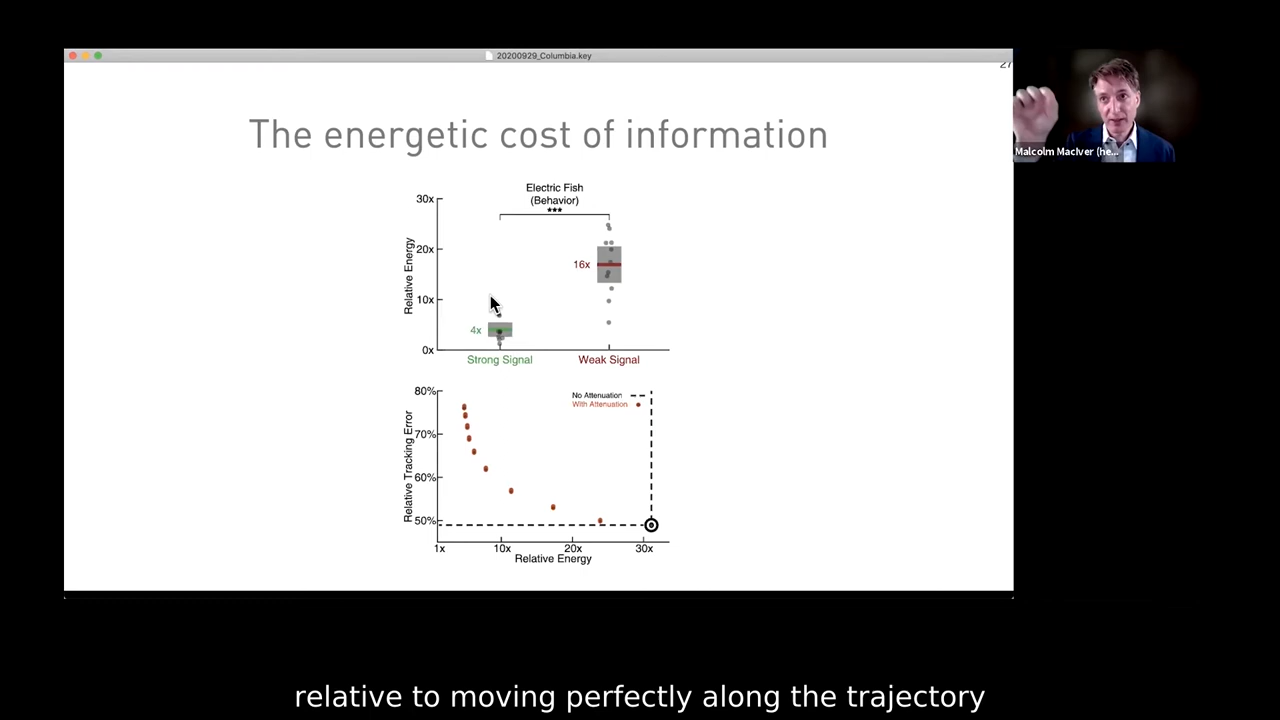 20200929_Columbia.key
27
The energetic cost of information
Malcolm MacIver (he...
Electric Fish
(Behavior)
***
30x
20x
10x
0x
Relative Energy
16x
4x
Strong Signal
Weak Signal
80%
70%
60%
50%
Relative Tracking Error
No Attenuation
With Attenuation
1x
10x
20x
30x
Relative Energy
relative to moving perfectly along the trajectory